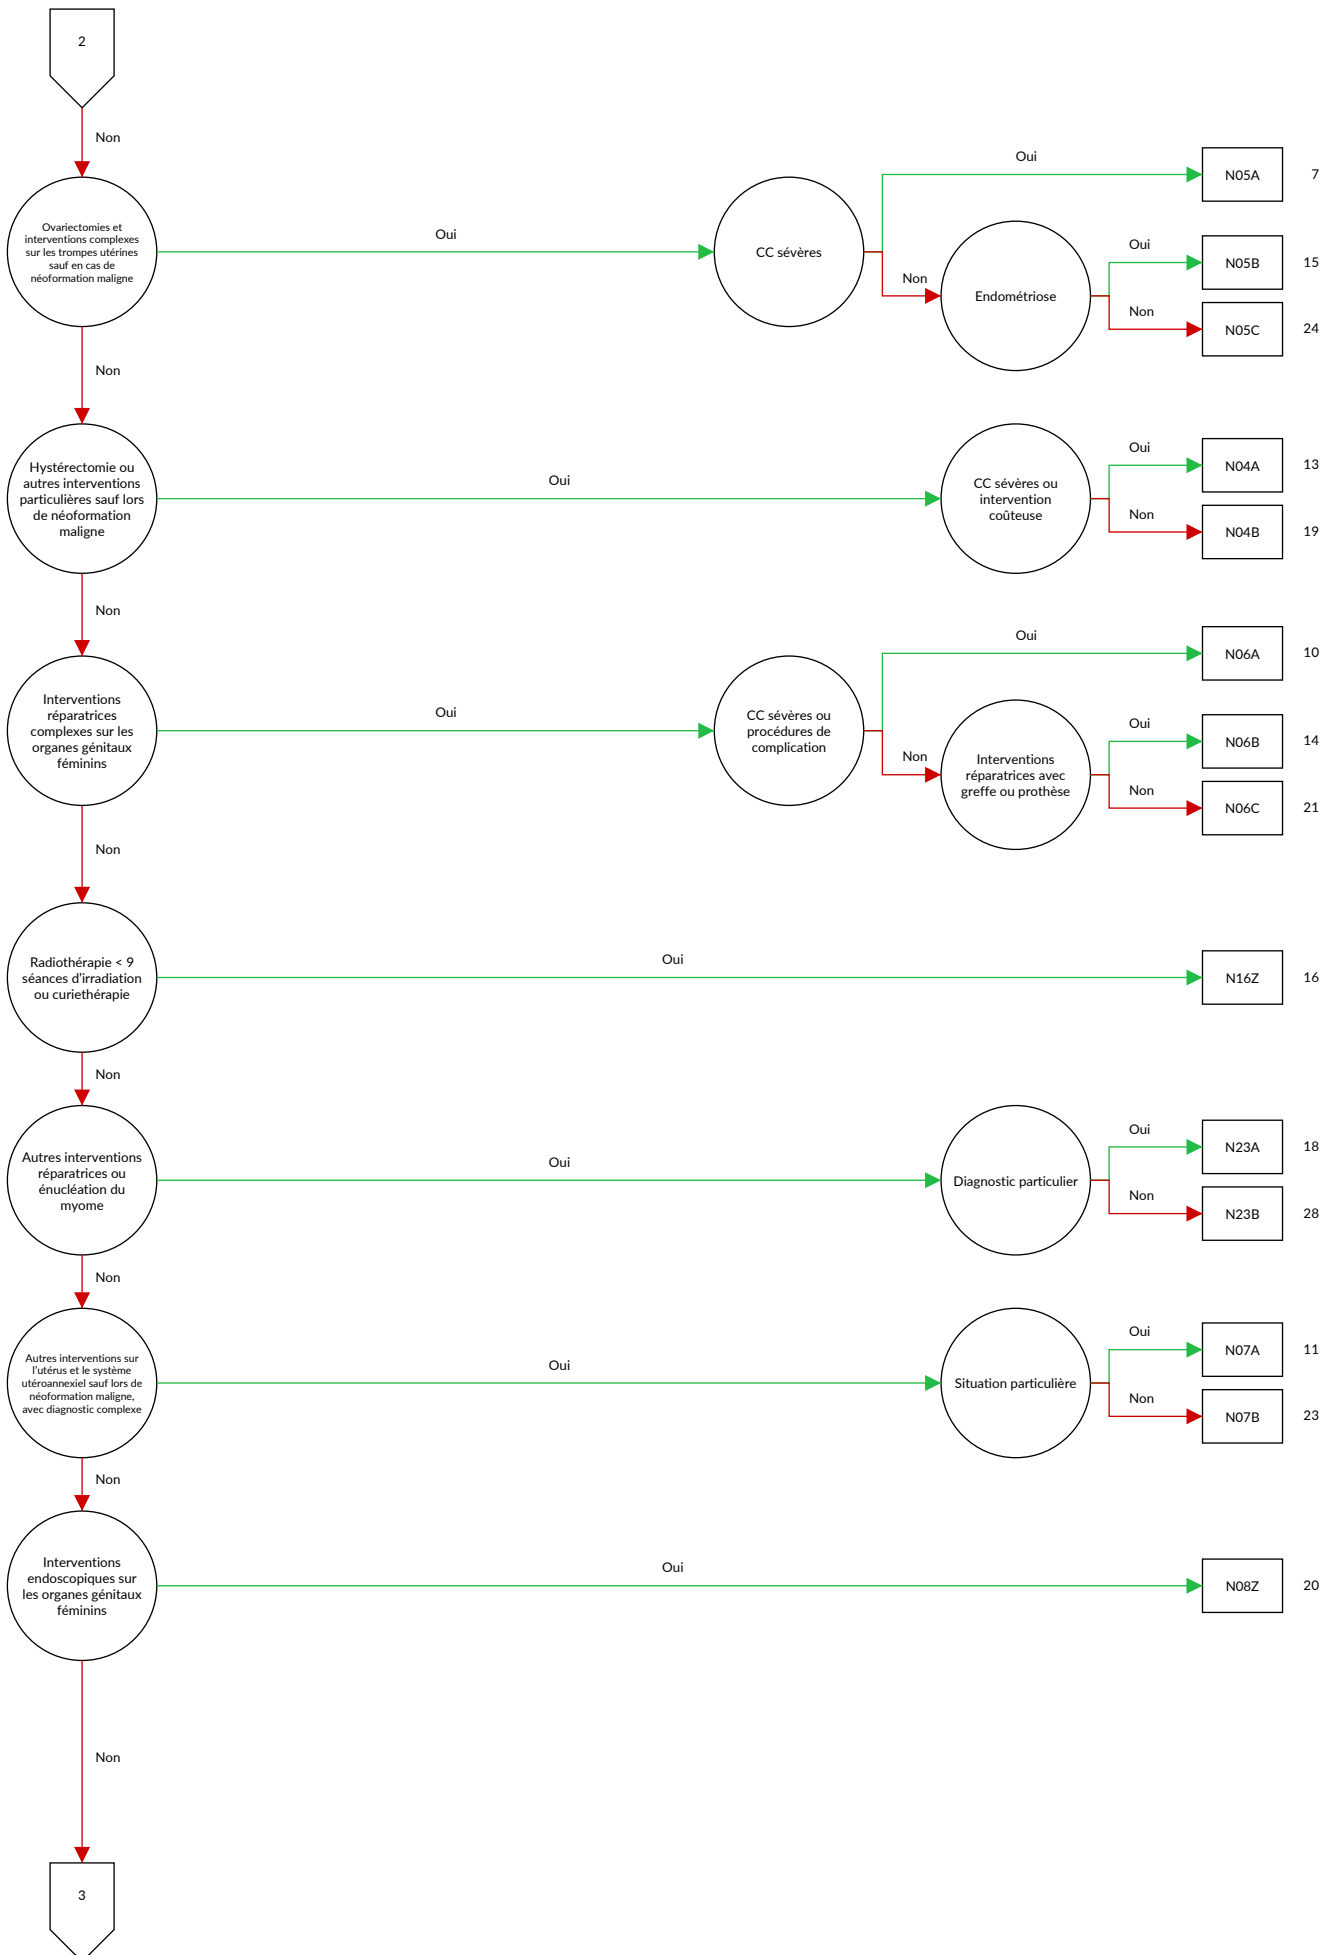 2
Non
Oui
N05A
7
Ovariectomies et
interventions complexes
sur les trompes utérines
sauf en cas de
néoformation maligne
Oui
CC sévères
Non
Endométriose
Oui
N05B
15
Non
N05C
24
Non
Hystérectomie ou
autres interventions
particulières sauf lors
de néoformation
maligne
Oui
CC sévères ou
intervention
coûteuse
Oui
N04A
13
Non
N04B
19
Non
Oui
N06A
10
Interventions
réparatrices
complexes sur les
organes génitaux
féminins
Oui
CC sévères ou
procédures de
complication
Non
Interventions
réparatrices avec
greffe ou prothèse
Oui
N06B
14
Non
N06C
21
Non
Radiothérapie < 9
séances d'irradiation
ou curiethérapie
Oui
N16Z
16
Non
Autres interventions
réparatrices ou
énucléation du
myome
Oui
Diagnostic particulier
Oui
N23A
18
Non
N23B
28
Non
Autres interventions sur
l'utérus et le système
utéroannexiel sauf lors de
néoformation maligne,
avec diagnostic complexe
Oui
Situation particulière
Oui
N07A
11
Non
N07B
23
Non
Interventions
endoscopiques sur
les organes génitaux
féminins
Oui
N08Z
20
Non
3